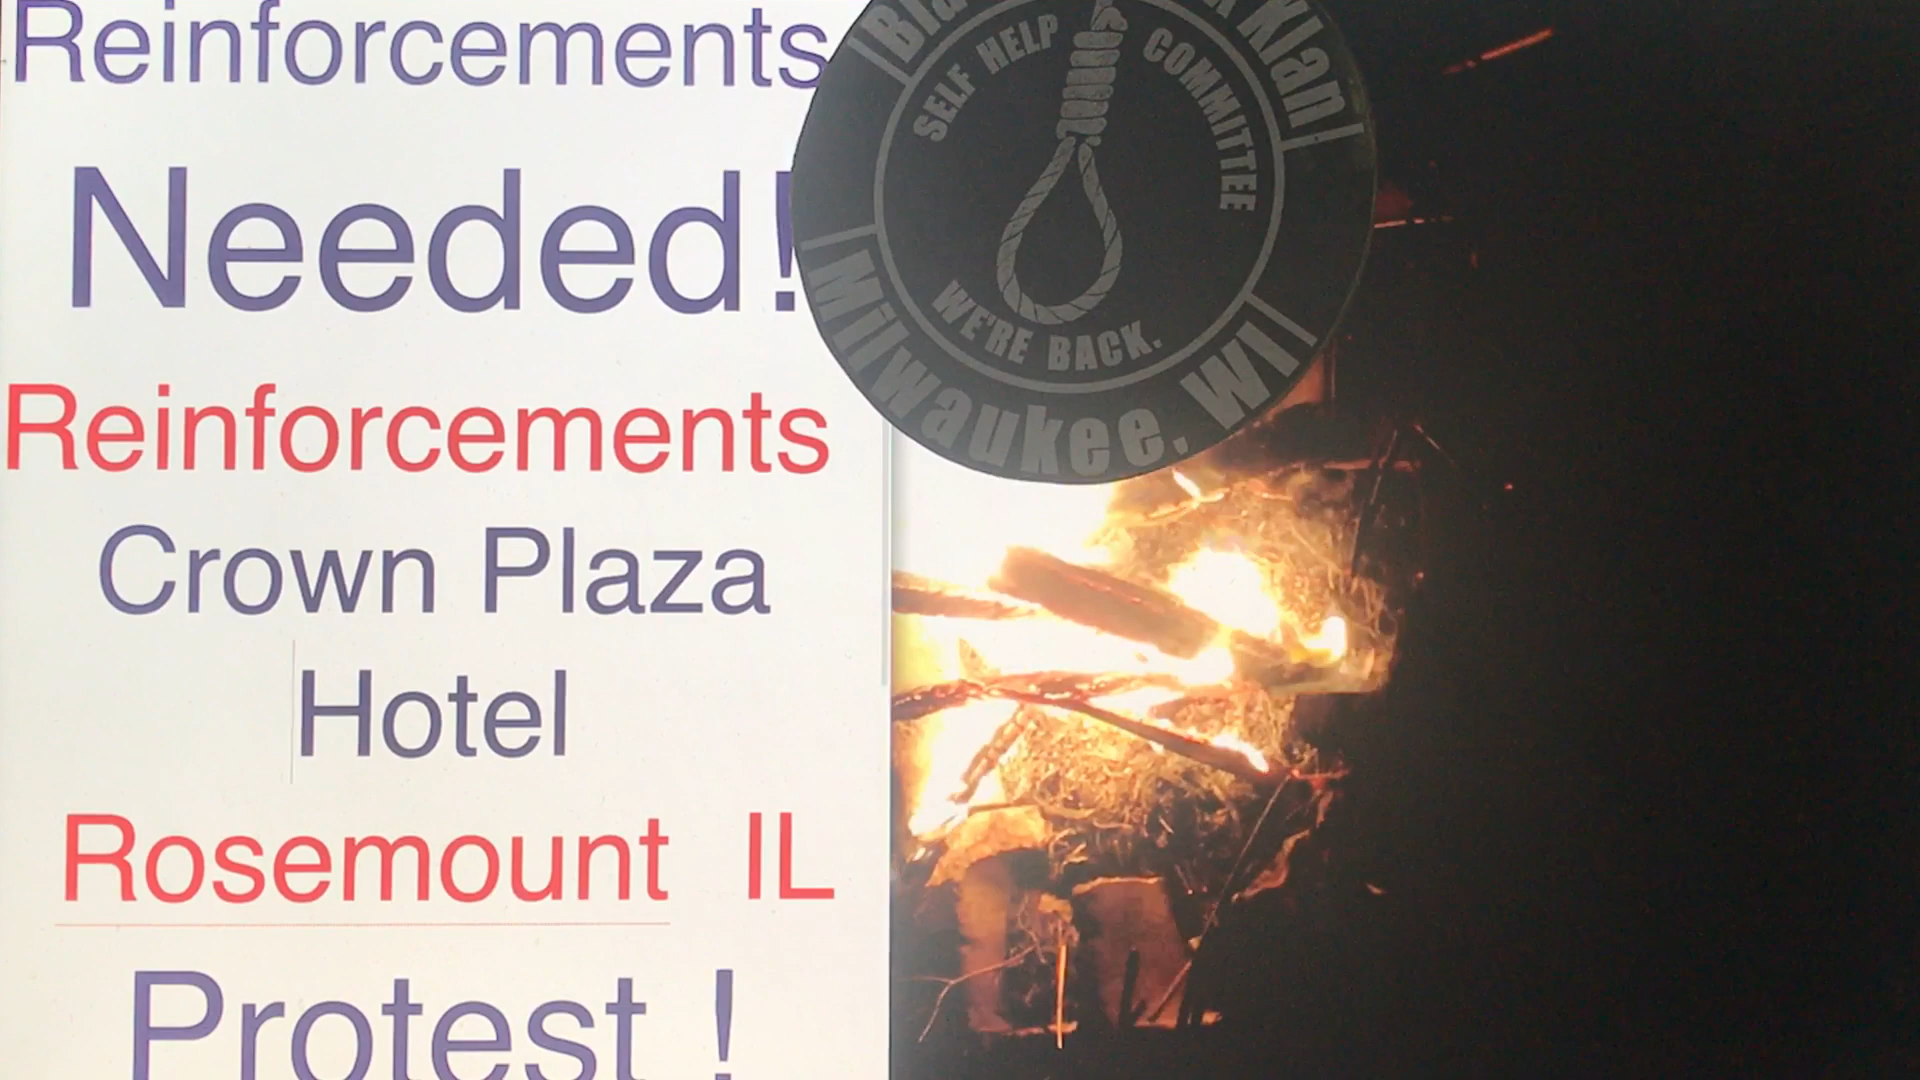 Reinforcements
Needed!
Reinforcements
Crown Plaza
Hotel
Rosemount IL
Protest !
Klan
SELF HELP COMMITTEE
WE'RE BACK.
Milwaukee, WI